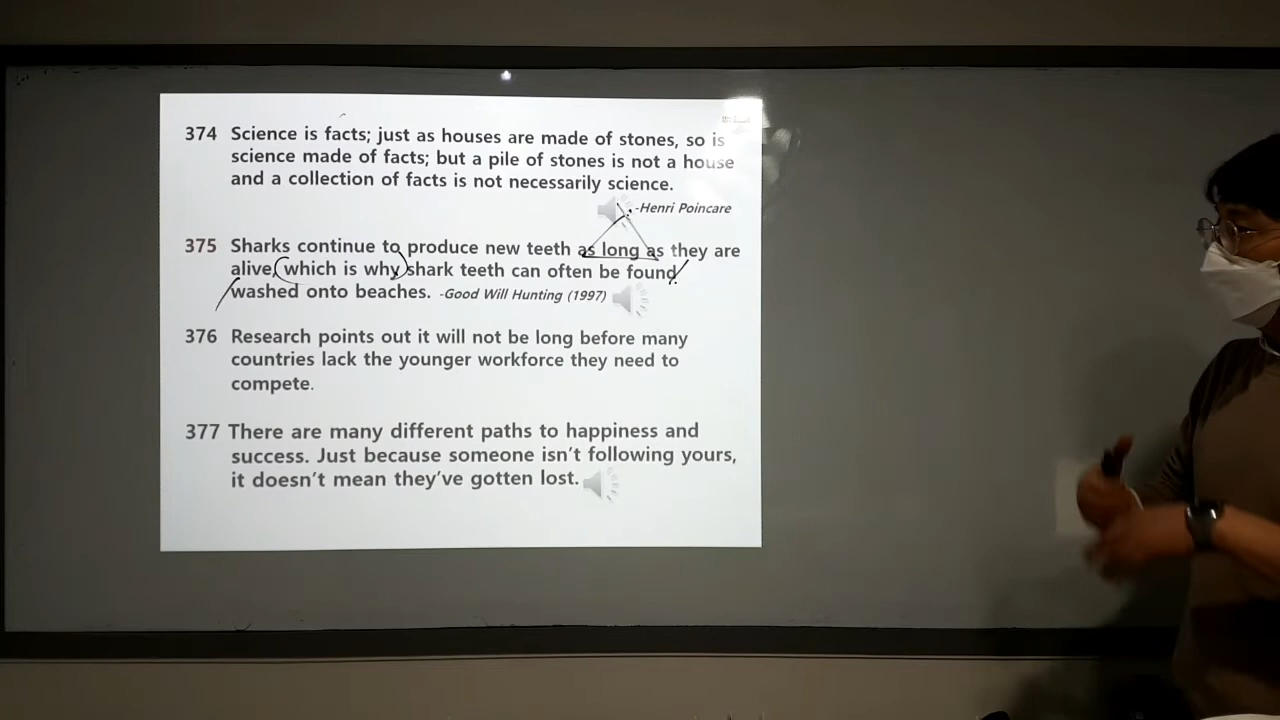 374 Science is facts; just as houses are made of stones, so is
science made of facts; but a pile of stones is not a house
and a collection of facts is not necessarily science.
-Henri Poincare
375 Sharks continue to produce new teeth as long as they are
alive, which is why shark teeth can often be found
washed onto beaches. -Good Will Hunting (1997)
376 Research points out it will not be long before many
countries lack the younger workforce they need to
compete.
377 There are many different paths to happiness and
success. Just because someone isn't following yours,
it doesn't mean they've gotten lost.